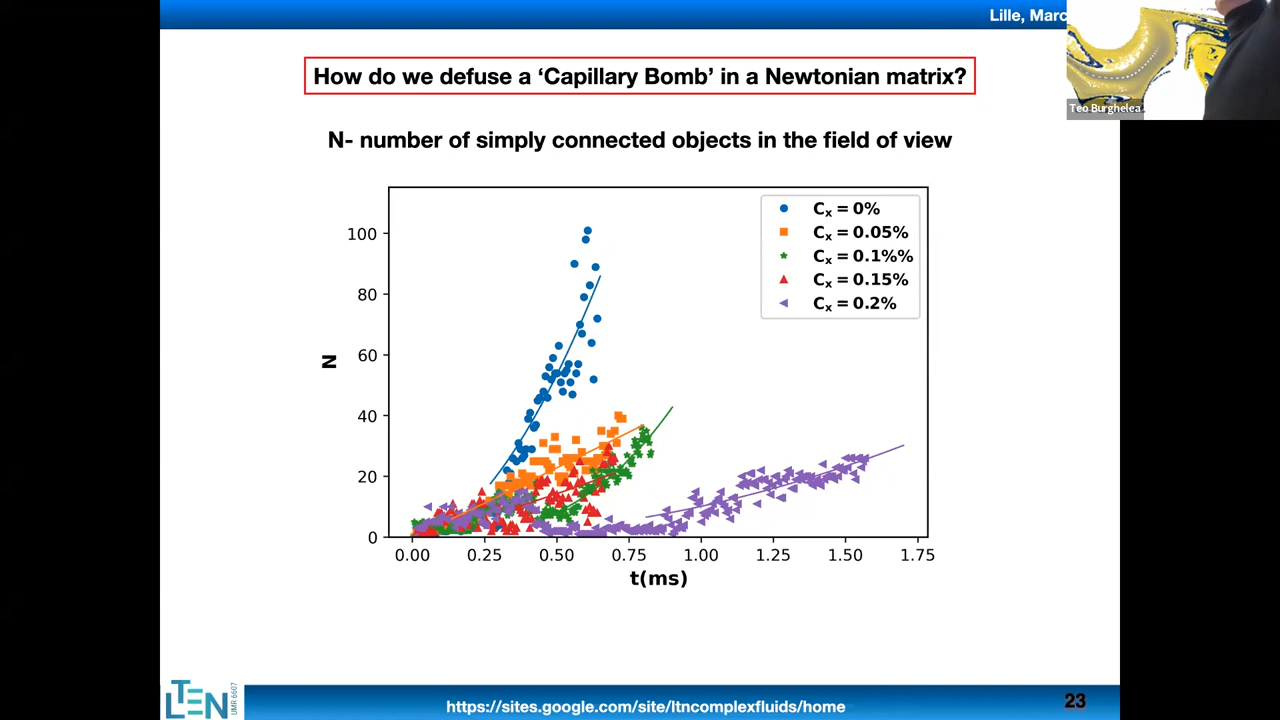 Lille, Marc
Teo Burghelea
How do we defuse a ‘Capillary Bomb’ in a Newtonian matrix?
N- number of simply connected objects in the field of view
Cx = 0%
Cx = 0.05%
Cx = 0.1%%
Cx = 0.15%
Cx = 0.2%
100
80
60
40
20
0
N
0.00 0.25 0.50 0.75 1.00 1.25 1.50 1.75
t(ms)
LTEN
UMR 6607
https://sites.google.com/site/ltncomplexfluids/home
23